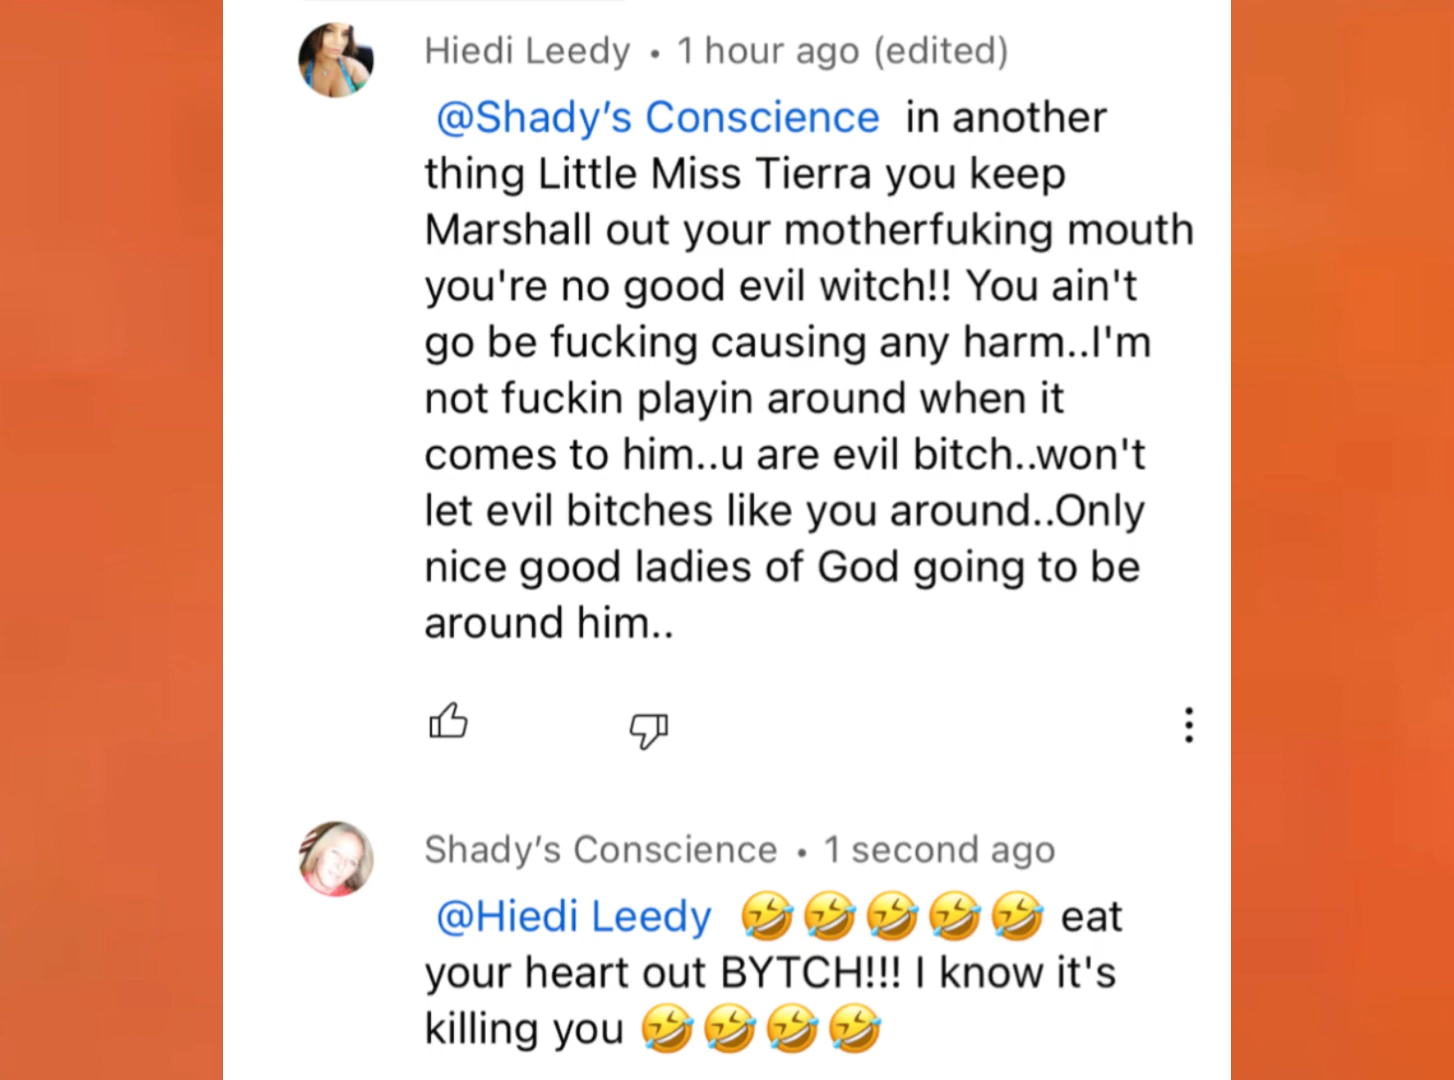 Hiedi Leedy • 1 hour ago (edited)
@Shady’s Conscience in another
thing Little Miss Tierra you keep
Marshall out your motherfuking mouth
you're no good evil witch!! You ain't
go be fucking causing any harm..I'm
not fuckin playin around when it
comes to him..u are evil bitch..won't
let evil bitches like you around..Only
nice good ladies of God going to be
around him..
Shady’s Conscience • 1 second ago
@Hiedi Leedy 🤣🤣🤣🤣🤣 eat
your heart out BYTCH!!! I know it's
killing you 🤣🤣🤣🤣